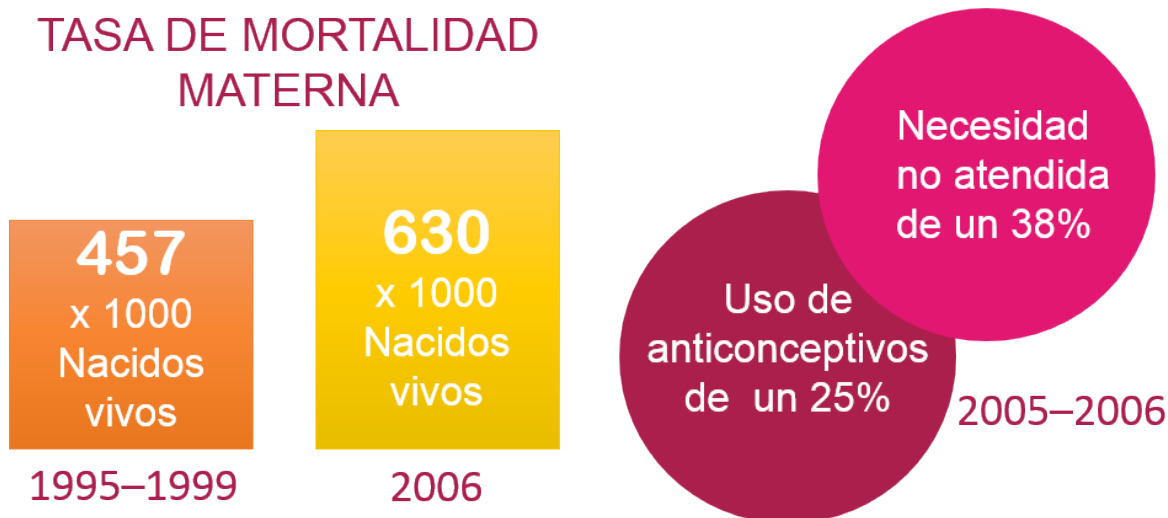 TASA DE MORTALIDAD
MATERNA
457
x 1000
Nacidos
vivos
1995–1999
630
x 1000
Nacidos
vivos
2006
Necesidad
no atendida
de un 38%
Uso de
anticonceptivos
de un 25%
2005–2006